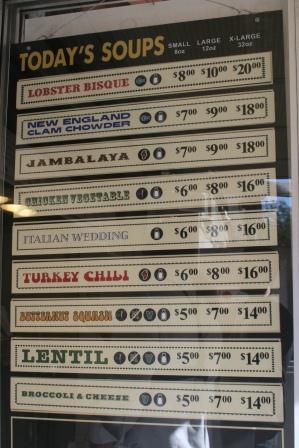 TODAY'S SOUPS SMALL 8oz LARGE 12oz X-LARGE 32oz
LOBSTER BISQUE $8.00 $10.00 $20.00
NEW ENGLAND CLAM CHOWDER $7.00 $9.00 $18.00
JAMBALAYA $7.00 $9.00 $18.00
CHICKEN VEGETABLE $6.00 $8.00 $16.00
ITALIAN WEDDING $6.00 $8.00 $16.00
TURKEY CHILI $6.00 $8.00 $16.00
BUTTERNUT SQUASH $5.00 $7.00 $14.00
LENTIL $5.00 $7.00 $14.00
BROCCOLI & CHEESE $5.00 $7.00 $14.00